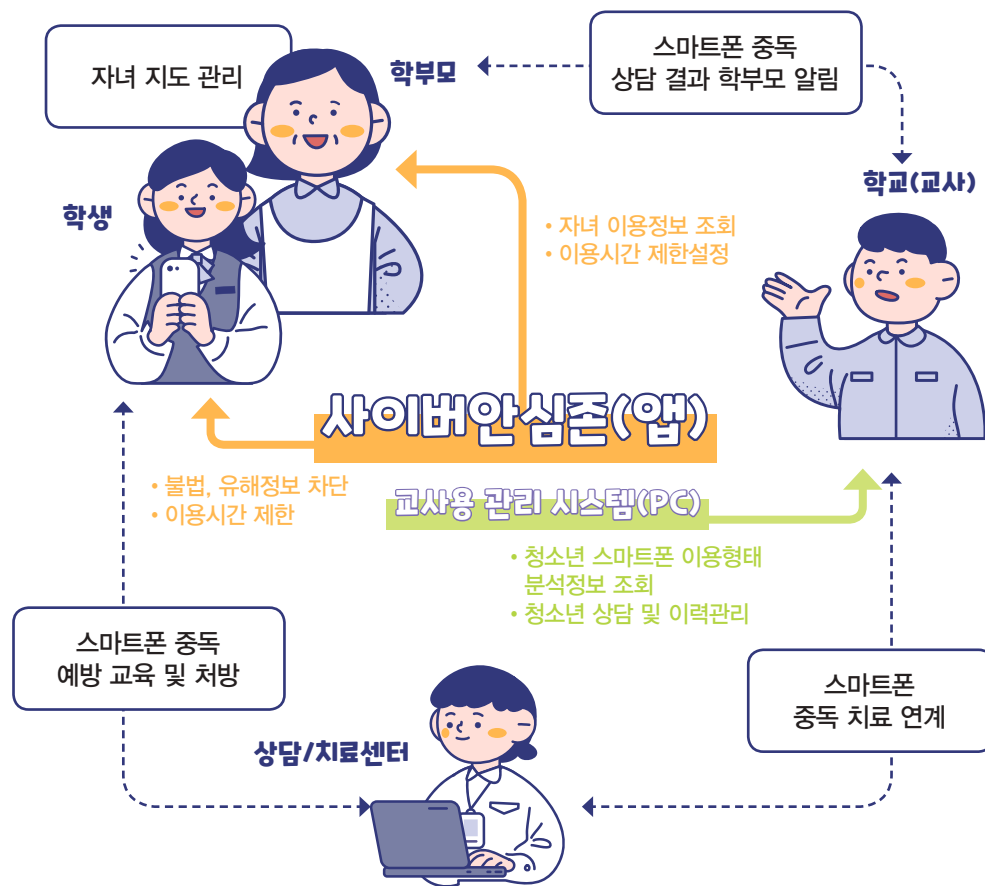 자녀 지도 관리
학부모
스마트폰 중독
상담 결과 학부모 알림
학교(교사)
학생
• 자녀 이용정보 조회
• 이용시간 제한설정
사이버안심존(앱)
• 불법, 유해정보 차단
• 이용시간 제한
교사용 관리 시스템(PC)
• 청소년 스마트폰 이용형태
분석정보 조회
• 청소년 상담 및 이력관리
스마트폰 중독
예방 교육 및 처방
스마트폰
중독 치료 연계
상담/치료센터